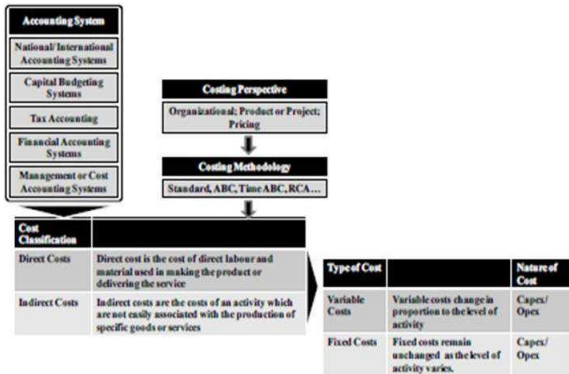 Accounting System
National/International
Accounting Systems
Capital Budgeting
Systems
Tax Accounting
Financial Accounting
Systems
Management or Cost
Accounting Systems
Costing Perspective
Organizational; Product or Project;
Pricing
Costing Methodology
Standard, ABC, Time ABC, RCA...
Cost
Classification
Direct Costs
Direct cost is the cost of direct labour and
material used in making the product or
delivering the service
Indirect Costs
Indirect costs are the costs of an activity which
are not easily associated with the production of
specific goods or services
Type of Cost
Nature of
Cost
Variable
Costs
Variable costs change in
proportion to the level of
activity
Capex/
Opex
Fixed Costs
Fixed costs remain
unchanged as the level of
activity varies.
Capex/
Opex